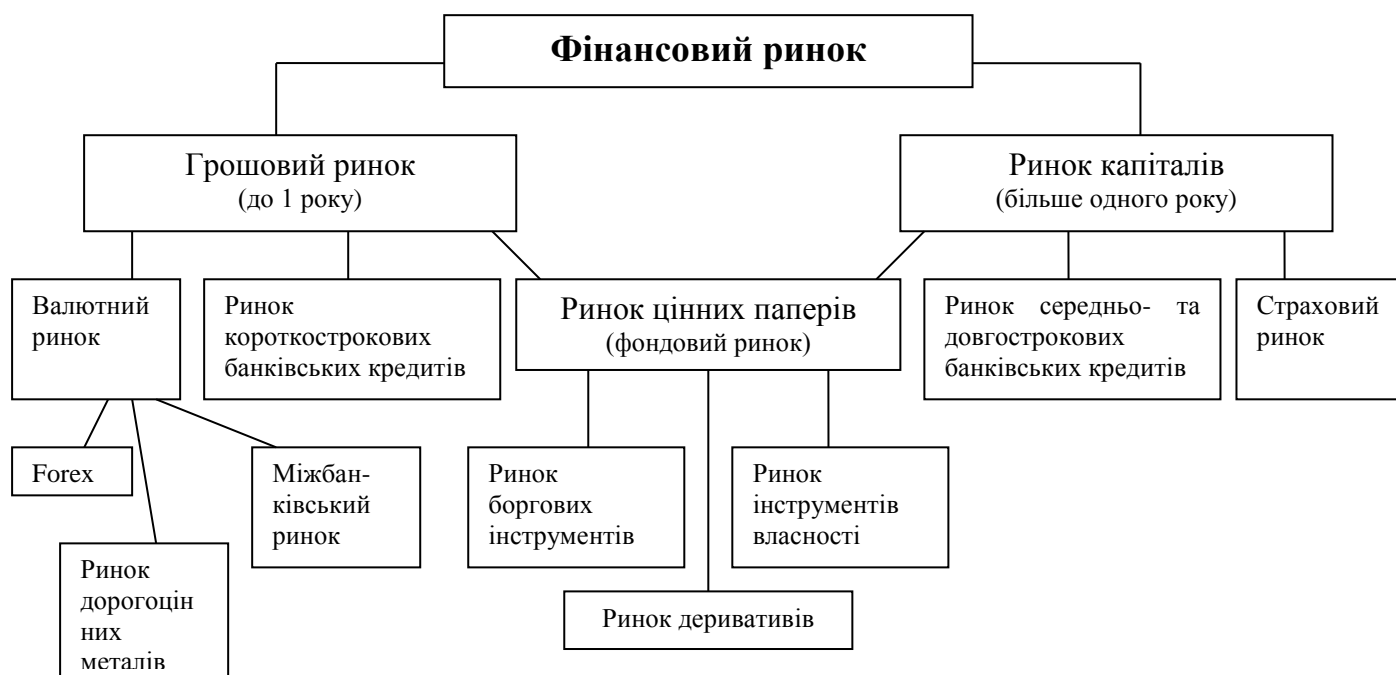 Фінансовий ринок
Грошовий ринок
(до 1 року)
Ринок капіталів
(більше одного року)
Валютний
ринок
Ринок
короткострокових
банківських кредитів
Ринок цінних паперів
(фондовий ринок)
Ринок середньо- та
довгострокових
банківських кредитів
Страховий
ринок
Forex
Міжбан-
ківський
ринок
Ринок
боргових
інструментів
Ринок
інструментів
власності
Ринок
дорогоцін
них
металів
Ринок деривативів